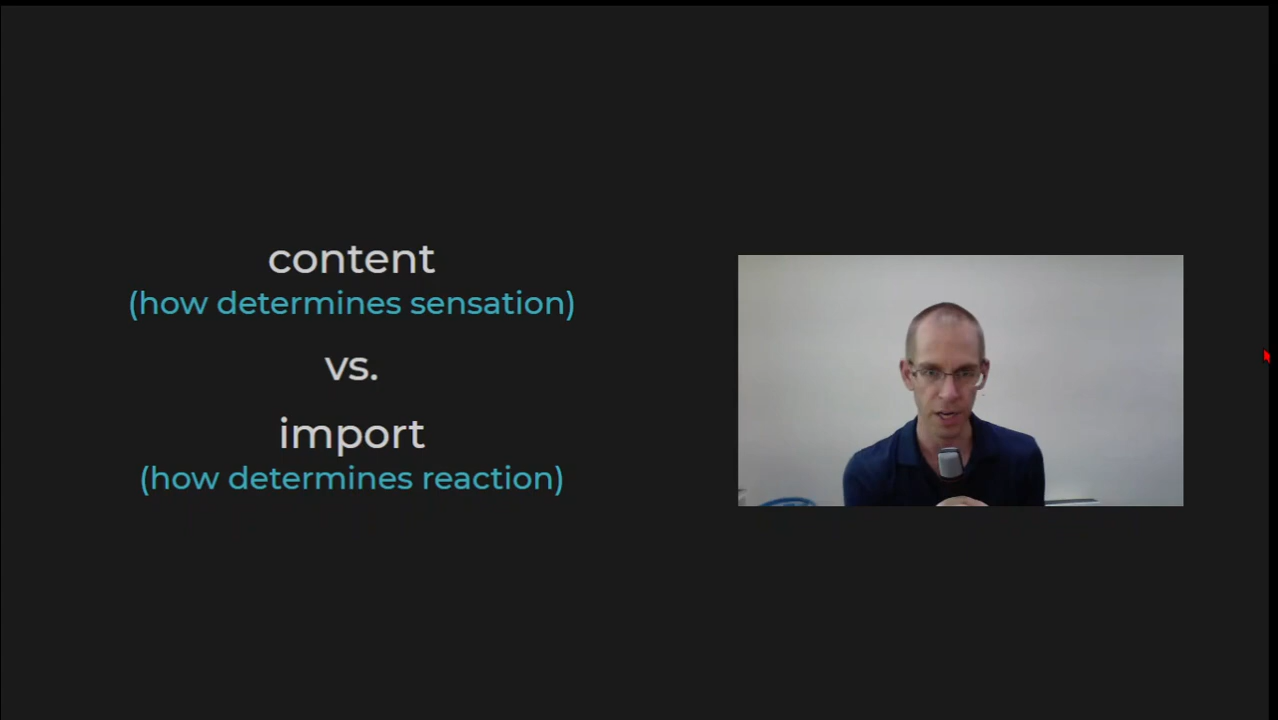 content
(how determines sensation)
vs.
import
(how determines reaction)